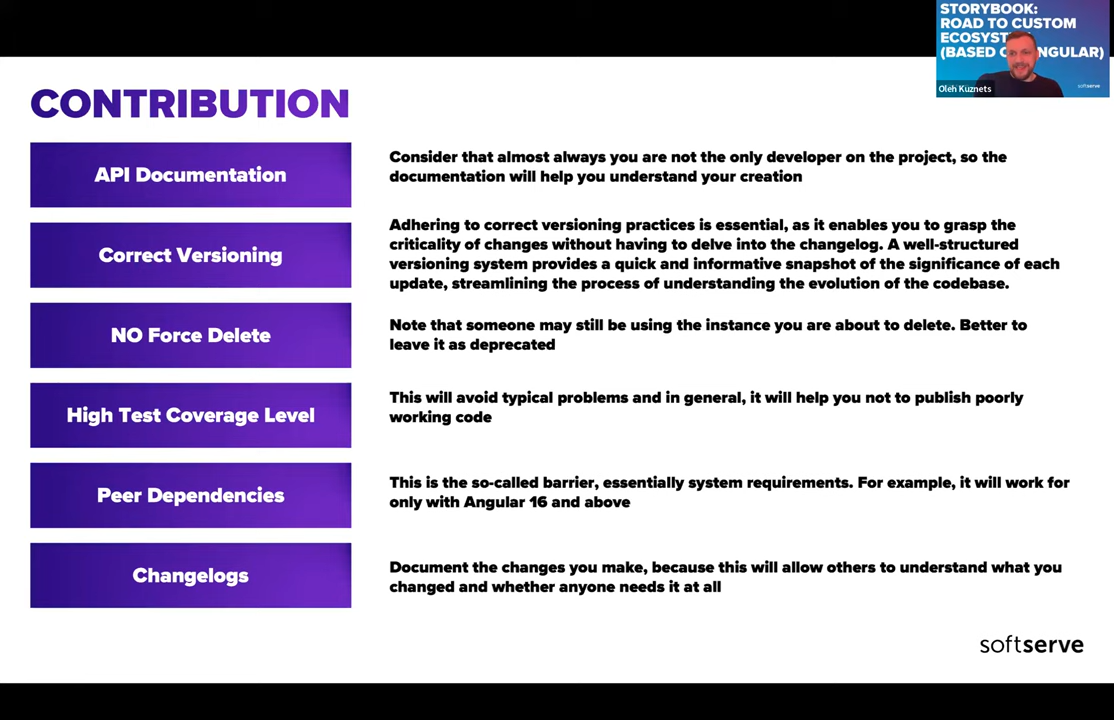 STORYBOOK:
ROAD TO CUSTOM
(BASED
Oleh Kuznets
softserve
CONTRIBUTION
API Documentation
Consider that almost always you are not the only developer on the project, so the
documentation will help you understand your creation
Correct Versioning
Adhering to correct versioning practices is essential, as it enables you to grasp the
criticality of changes without having to delve into the changelog. A well-structured
versioning system provides a quick and informative snapshot of the significance of each
update, streamlining the process of understanding the evolution of the codebase.
NO Force Delete
Note that someone may still be using the instance you are about to delete. Better to
leave it as deprecated
High Test Coverage Level
This will avoid typical problems and in general, it will help you not to publish poorly
working code
Peer Dependencies
This is the so-called barrier, essentially system requirements. For example, it will work for
only with Angular 16 and above
Changelogs
Document the changes you make, because this will allow others to understand what you
changed and whether anyone needs it at all
softserve